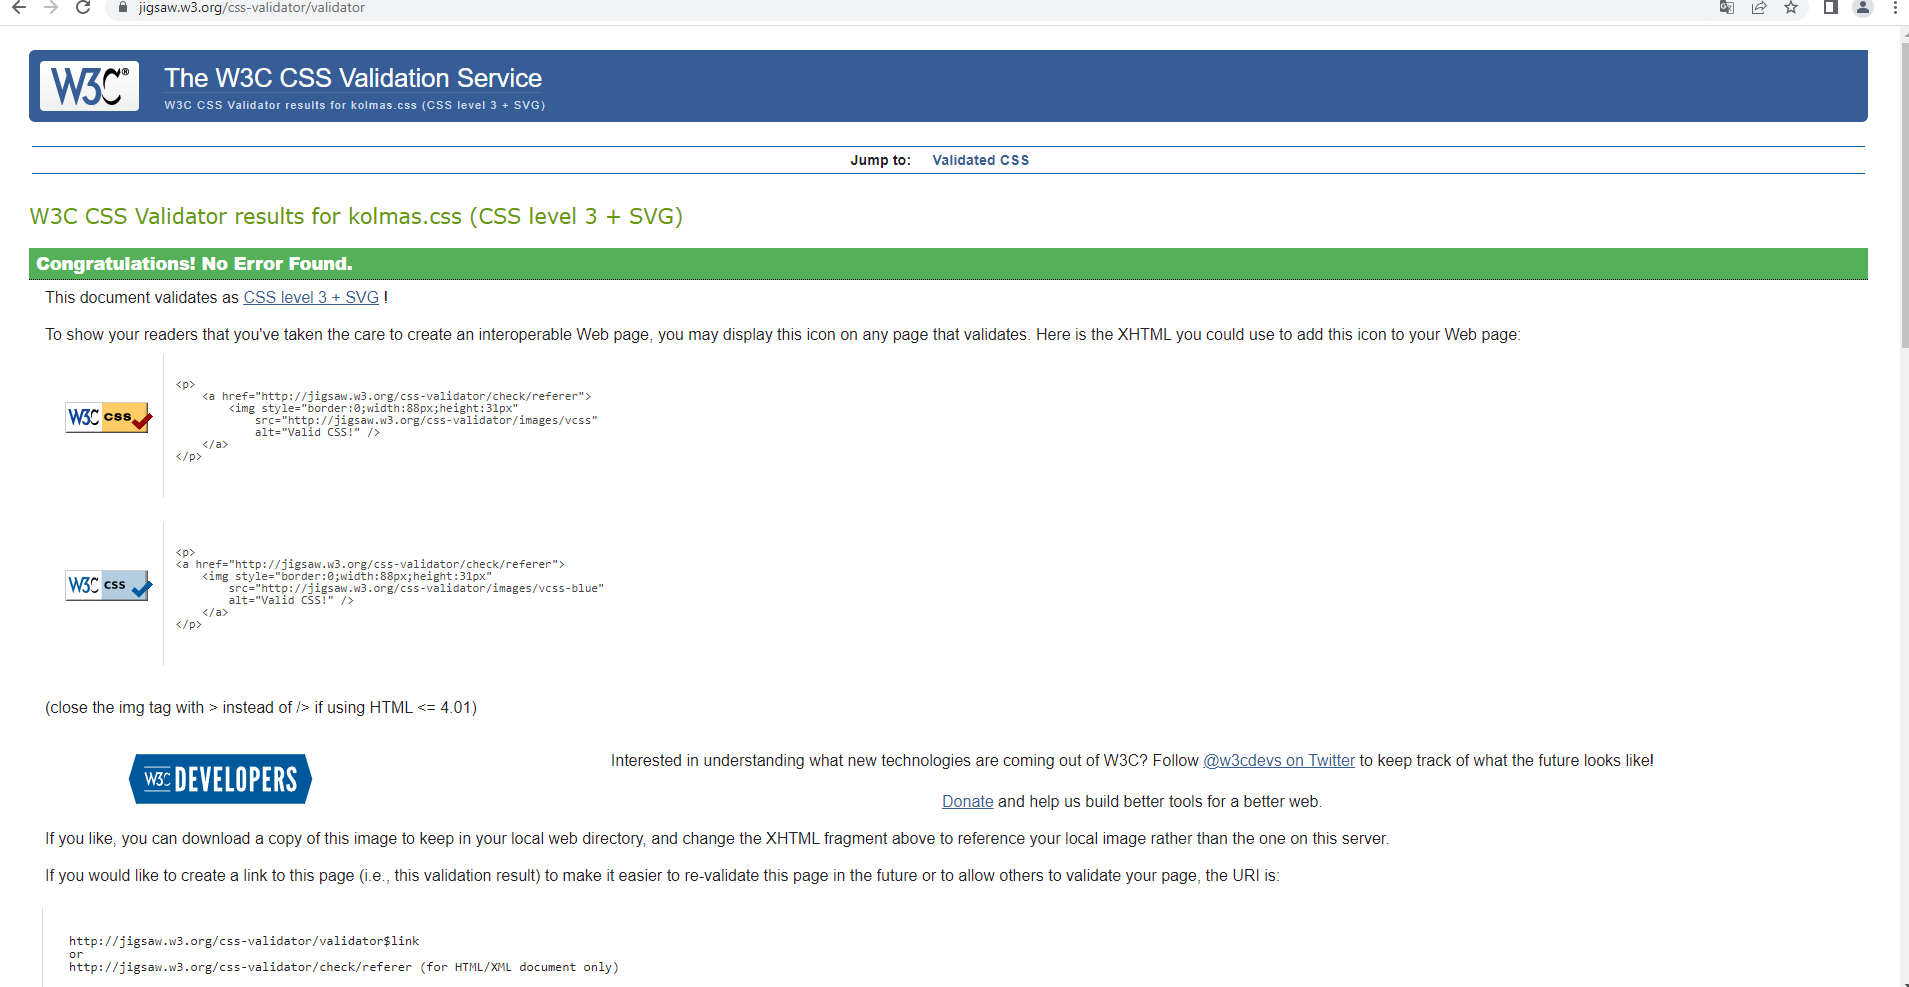 jigsaw.w3.org/css-validator/validator
W3C®
The W3C CSS Validation Service
W3C CSS Validator results for kolmas.css (CSS level 3 + SVG)
Jump to: Validated CSS
W3C CSS Validator results for kolmas.css (CSS level 3 + SVG)
Congratulations! No Error Found.
This document validates as CSS level 3 + SVG !
To show your readers that you've taken the care to create an interoperable Web page, you may display this icon on any page that validates. Here is the XHTML you could use to add this icon to your Web page:
W3C css
<p>
<a href="http://jigsaw.w3.org/css-validator/check/referer">
<img style="border:0;width:88px;height:31px"
src="http://jigsaw.w3.org/css-validator/images/vcss"
alt="Valid CSS!" />
</a>
</p>
W3C css
<p>
<a href="http://jigsaw.w3.org/css-validator/check/referer">
<img style="border:0;width:88px;height:31px"
src="http://jigsaw.w3.org/css-validator/images/vcss-blue"
alt="Valid CSS!" />
</a>
</p>
(close the img tag with > instead of /> if using HTML <= 4.01)
W3C DEVELOPERS
Interested in understanding what new technologies are coming out of W3C? Follow @w3cdevs on Twitter to keep track of what the future looks like!
Donate and help us build better tools for a better web.
If you like, you can download a copy of this image to keep in your local web directory, and change the XHTML fragment above to reference your local image rather than the one on this server.
If you would like to create a link to this page (i.e., this validation result) to make it easier to re-validate this page in the future or to allow others to validate your page, the URI is:
http://jigsaw.w3.org/css-validator/validator$link
or
http://jigsaw.w3.org/css-validator/check/referer (for HTML/XML document only)